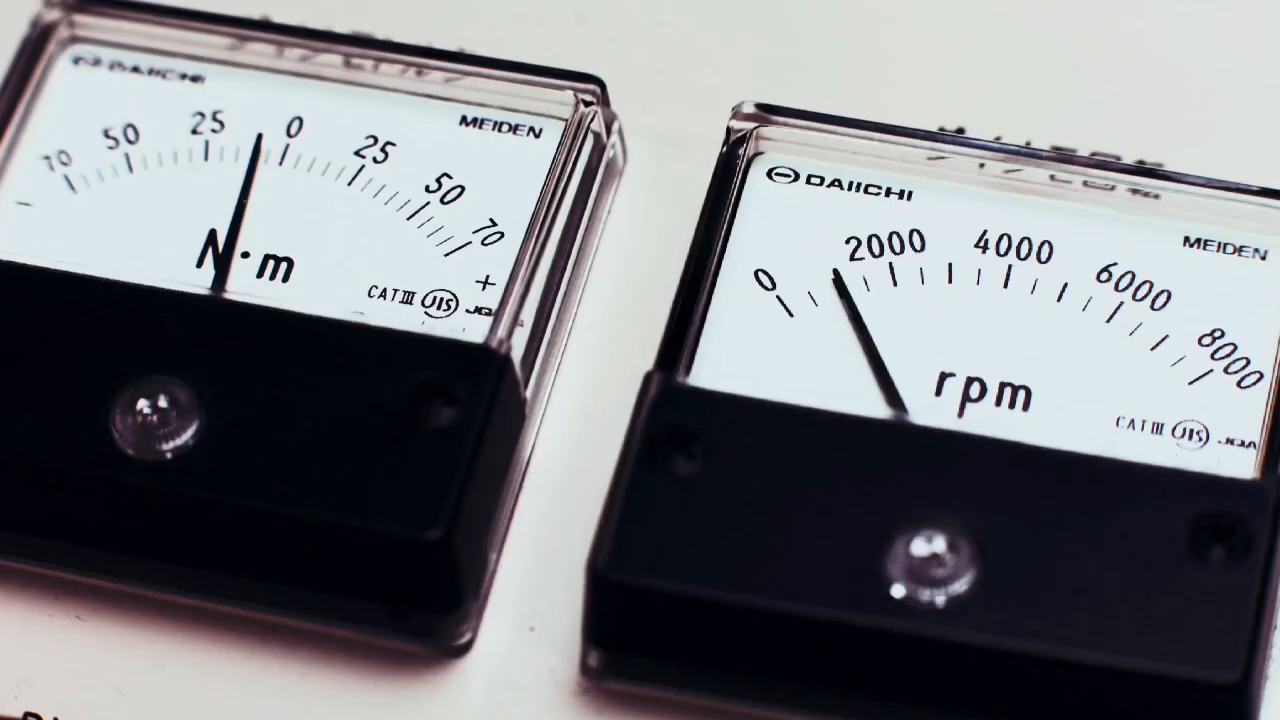 DAIICHI
70 50 25 0 25 50 70
MEIDEN
−
N·m
+
CAT III JIS JQA
DAIICHI
MEIDEN
0 2000 4000 6000 8000
rpm
CAT III JIS JQA